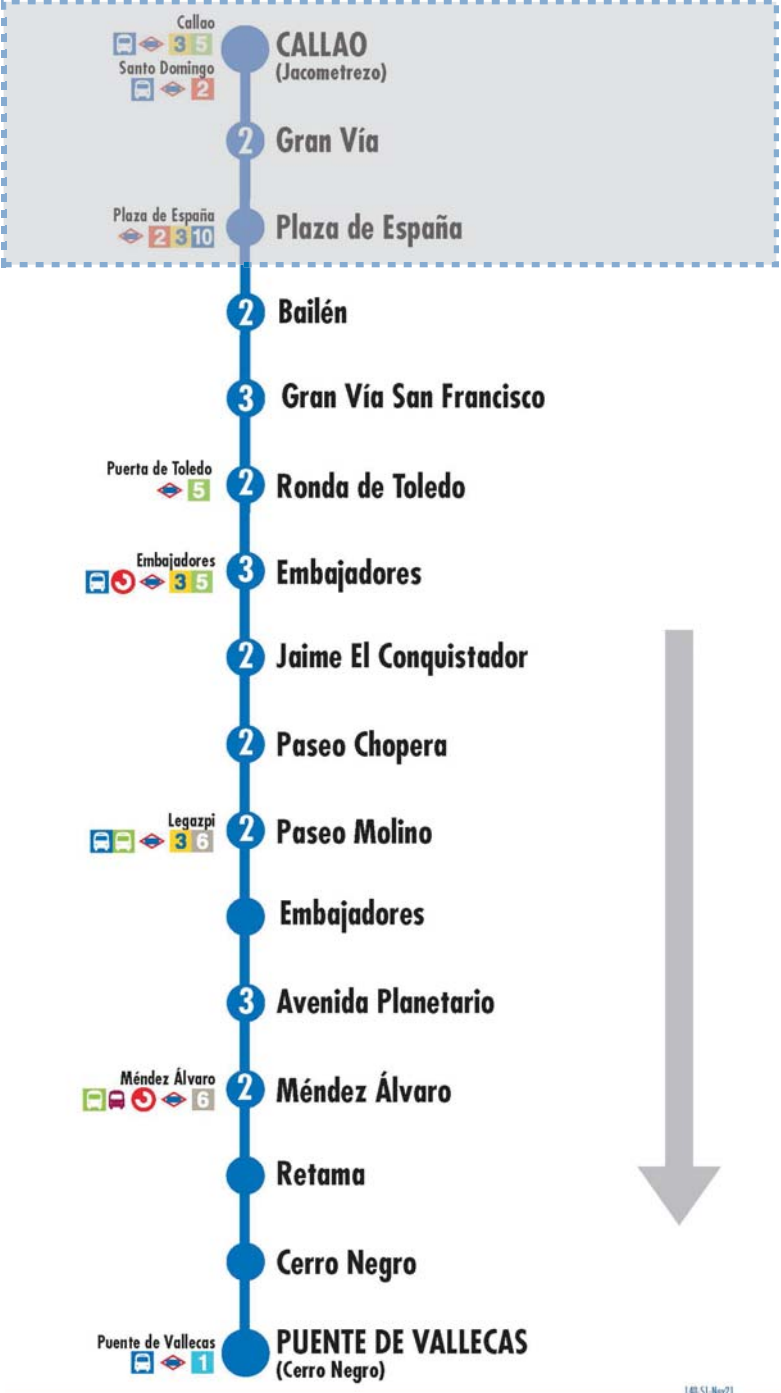 Callao
3 5
CALLAO
(Jacometrezo)
Santo Domingo
2
2 Gran Vía
Plaza de España
2 3 10
Plaza de España
2 Bailén
3 Gran Vía San Francisco
Puerta de Toledo
5
2 Ronda de Toledo
Embajadores
3 5
3 Embajadores
2 Jaime El Conquistador
2 Paseo Chopera
Legazpi
3 6
2 Paseo Molino
Embajadores
3 Avenida Planetario
Méndez Álvaro
6
2 Méndez Álvaro
Retama
Cerro Negro
Puente de Vallecas
1
PUENTE DE VALLECAS
(Cerro Negro)